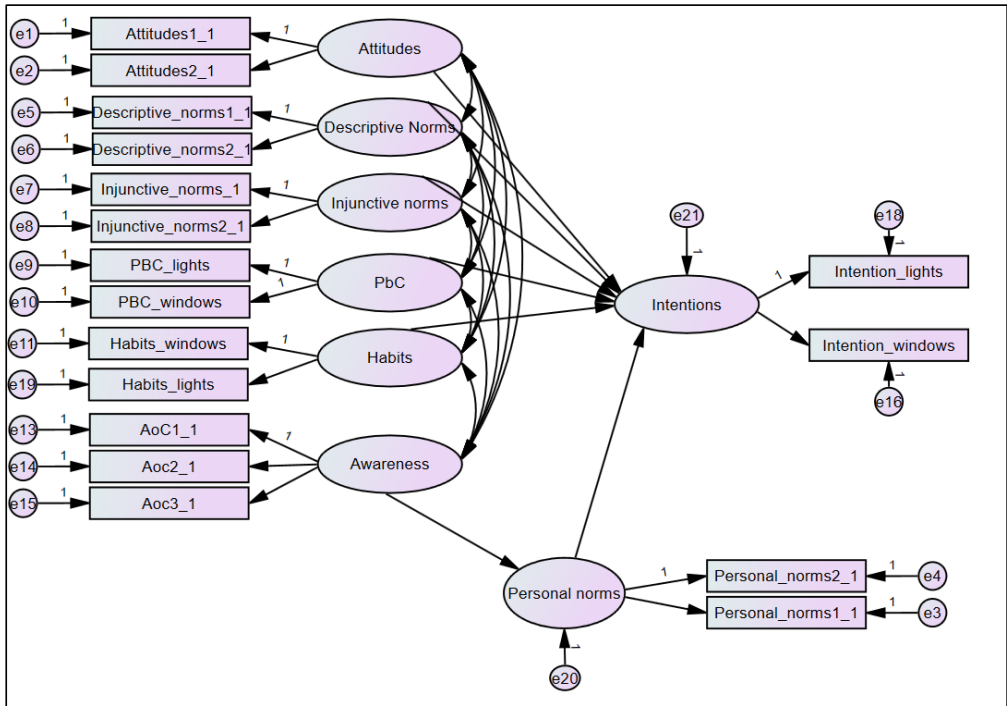 e1 1 Attitudes1_1 1 Attitudes
e2 1 Attitudes2_1
e5 1 Descriptive_norms1_1 1 Descriptive Norms
e6 1 Descriptive_norms2_1
e7 1 Injunctive_norms_1 1 Injunctive norms
e8 1 Injunctive_norms2_1
e9 1 PBC_lights 1 PbC
e10 1 PBC_windows 1
e11 1 Habits_windows 1 Habits
e19 1 Habits_lights
e13 1 AoC1_1 1 Awareness
e14 1 Aoc2_1
e15 1 Aoc3_1
e21 1
Intentions
e18 1
1 Intention_lights
Intention_windows
1 e16
Personal norms
1 Personal_norms2_1 1 e4
Personal_norms1_1 1 e3
1 e20